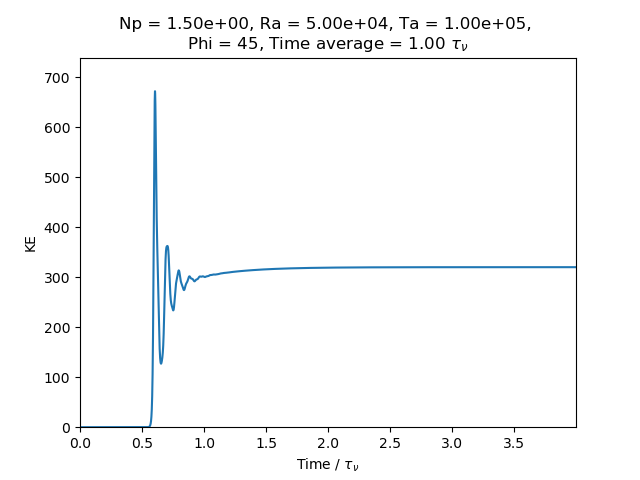 Np = 1.50e+00, Ra = 5.00e+04, Ta = 1.00e+05,
Phi = 45, Time average = 1.00 τν
700
600
500
400
300
200
100
0
KE
0.0 0.5 1.0 1.5 2.0 2.5 3.0 3.5
Time / τν